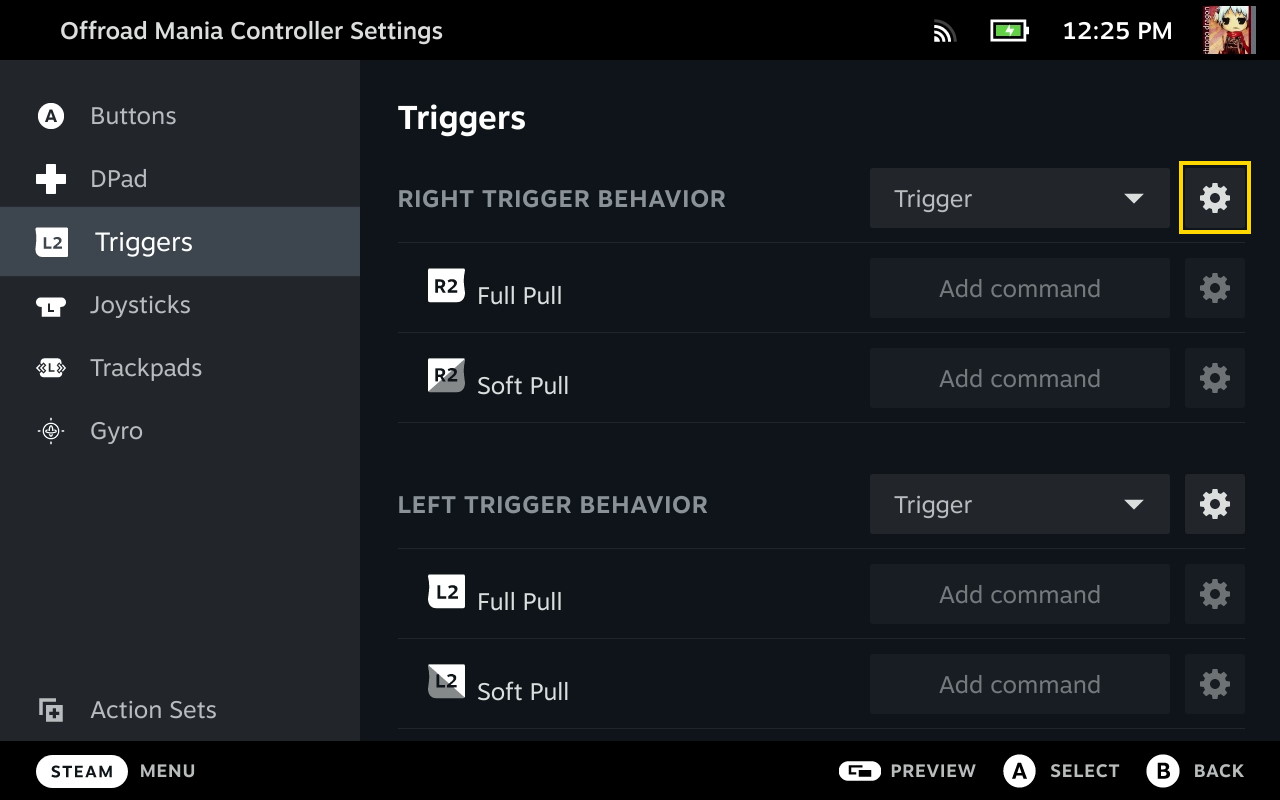 Offroad Mania Controller Settings
12:25 PM
A Buttons
DPad
L2 Triggers
L Joysticks
L Trackpads
Gyro
Action Sets
Triggers
RIGHT TRIGGER BEHAVIOR
Trigger
R2 Full Pull
Add command
R2 Soft Pull
Add command
LEFT TRIGGER BEHAVIOR
Trigger
L2 Full Pull
Add command
L2 Soft Pull
Add command
STEAM MENU
PREVIEW
A SELECT
B BACK